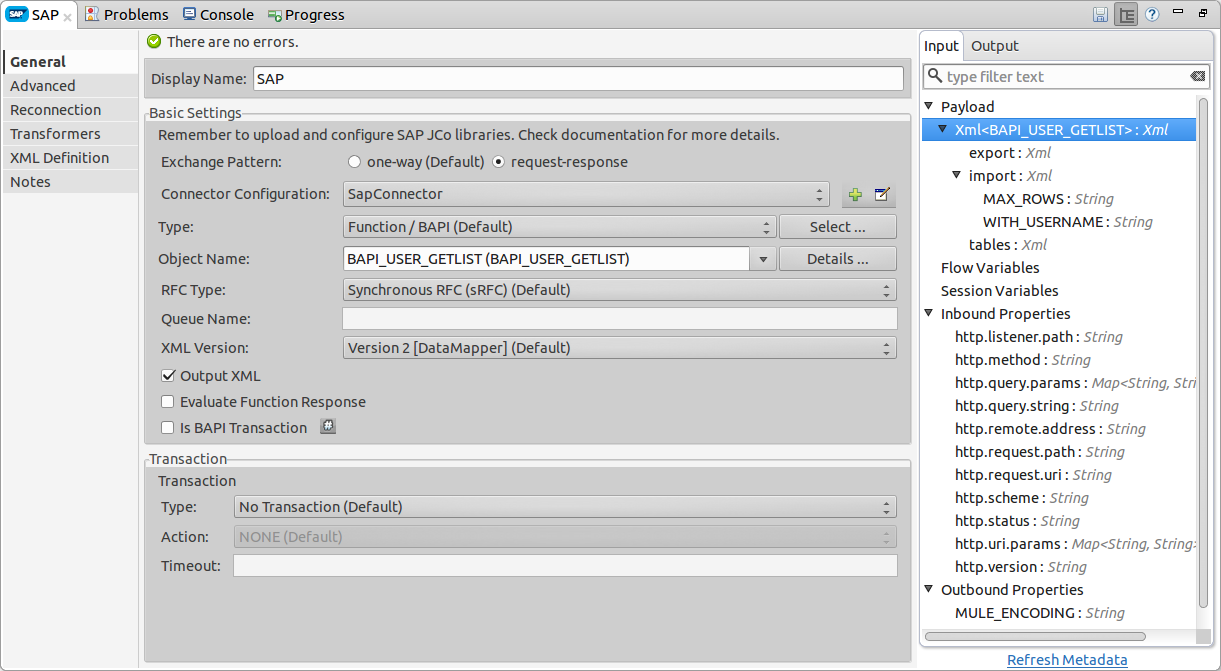 SAP SAP Problems Console Progress
There are no errors.
General
Advanced
Reconnection
Transformers
XML Definition
Notes
Display Name: SAP
Basic Settings
Remember to upload and configure SAP JCo libraries. Check documentation for more details.
Exchange Pattern: one-way (Default) request-response
Connector Configuration: SapConnector
Type: Function / BAPI (Default) Select ...
Object Name: BAPI_USER_GETLIST (BAPI_USER_GETLIST) Details ...
RFC Type: Synchronous RFC (sRFC) (Default)
Queue Name:
XML Version: Version 2 [DataMapper] (Default)
Output XML
Evaluate Function Response
Is BAPI Transaction #
Transaction
Transaction
Type: No Transaction (Default)
Action: NONE (Default)
Timeout:
Input Output
type filter text
Payload
Xml<BAPI_USER_GETLIST> : Xml
export : Xml
import : Xml
MAX_ROWS : String
WITH_USERNAME : String
tables : Xml
Flow Variables
Session Variables
Inbound Properties
http.listener.path : String
http.method : String
http.query.params : Map<String, Stri
http.query.string : String
http.remote.address : String
http.request.path : String
http.request.uri : String
http.scheme : String
http.status : String
http.uri.params : Map<String, String>
http.version : String
Outbound Properties
MULE_ENCODING : String
Refresh Metadata